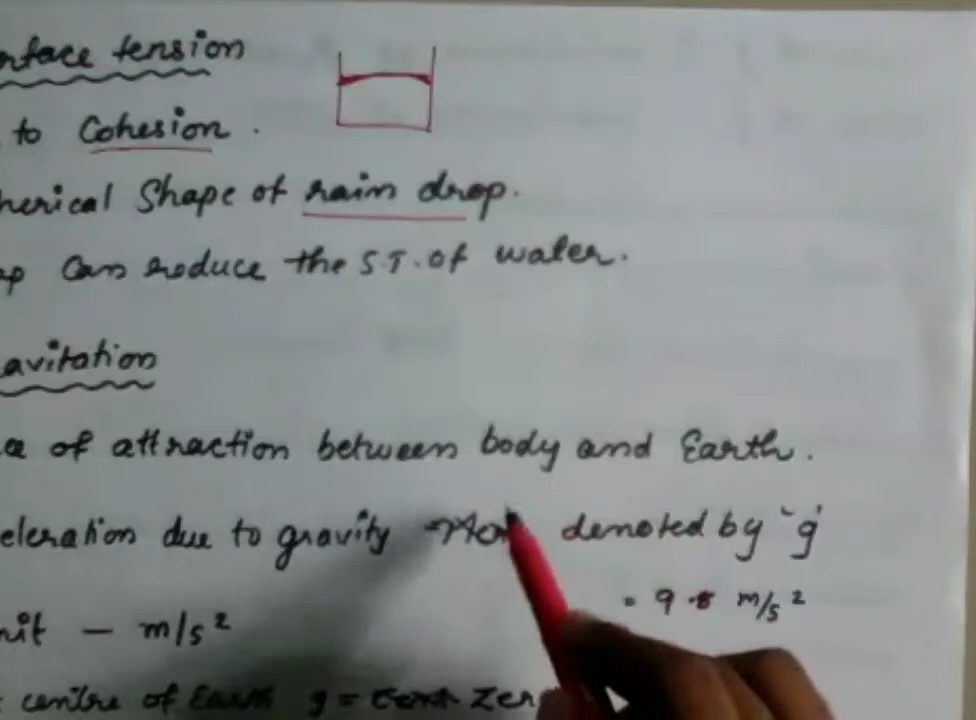 rface tension
to Cohesion.
herical Shape of rain drop.
p Can reduce the S.T. of water.
avitation
of attraction between body and Earth.
eleration due to gravity denoted by "g
= 9.8 m/s²
nit - m/s²
centre of Earth g = Zer